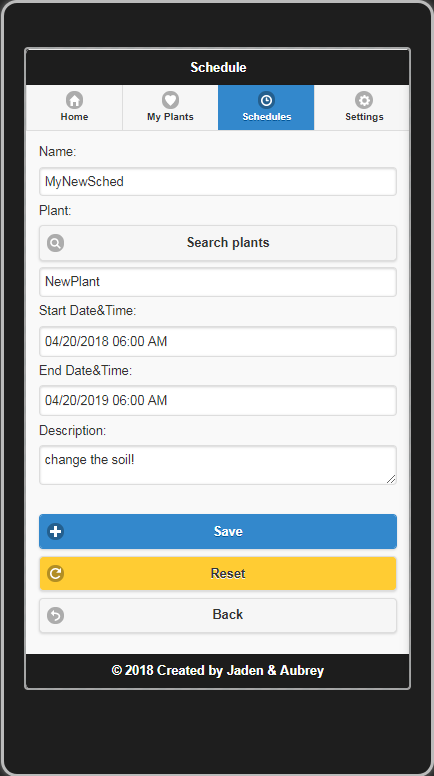 Schedule
Home My Plants Schedules Settings
Name:
MyNewSched
Plant:
Search plants
NewPlant
Start Date&Time:
04/20/2018 06:00 AM
End Date&Time:
04/20/2019 06:00 AM
Description:
change the soil!
Save
Reset
Back
© 2018 Created by Jaden & Aubrey